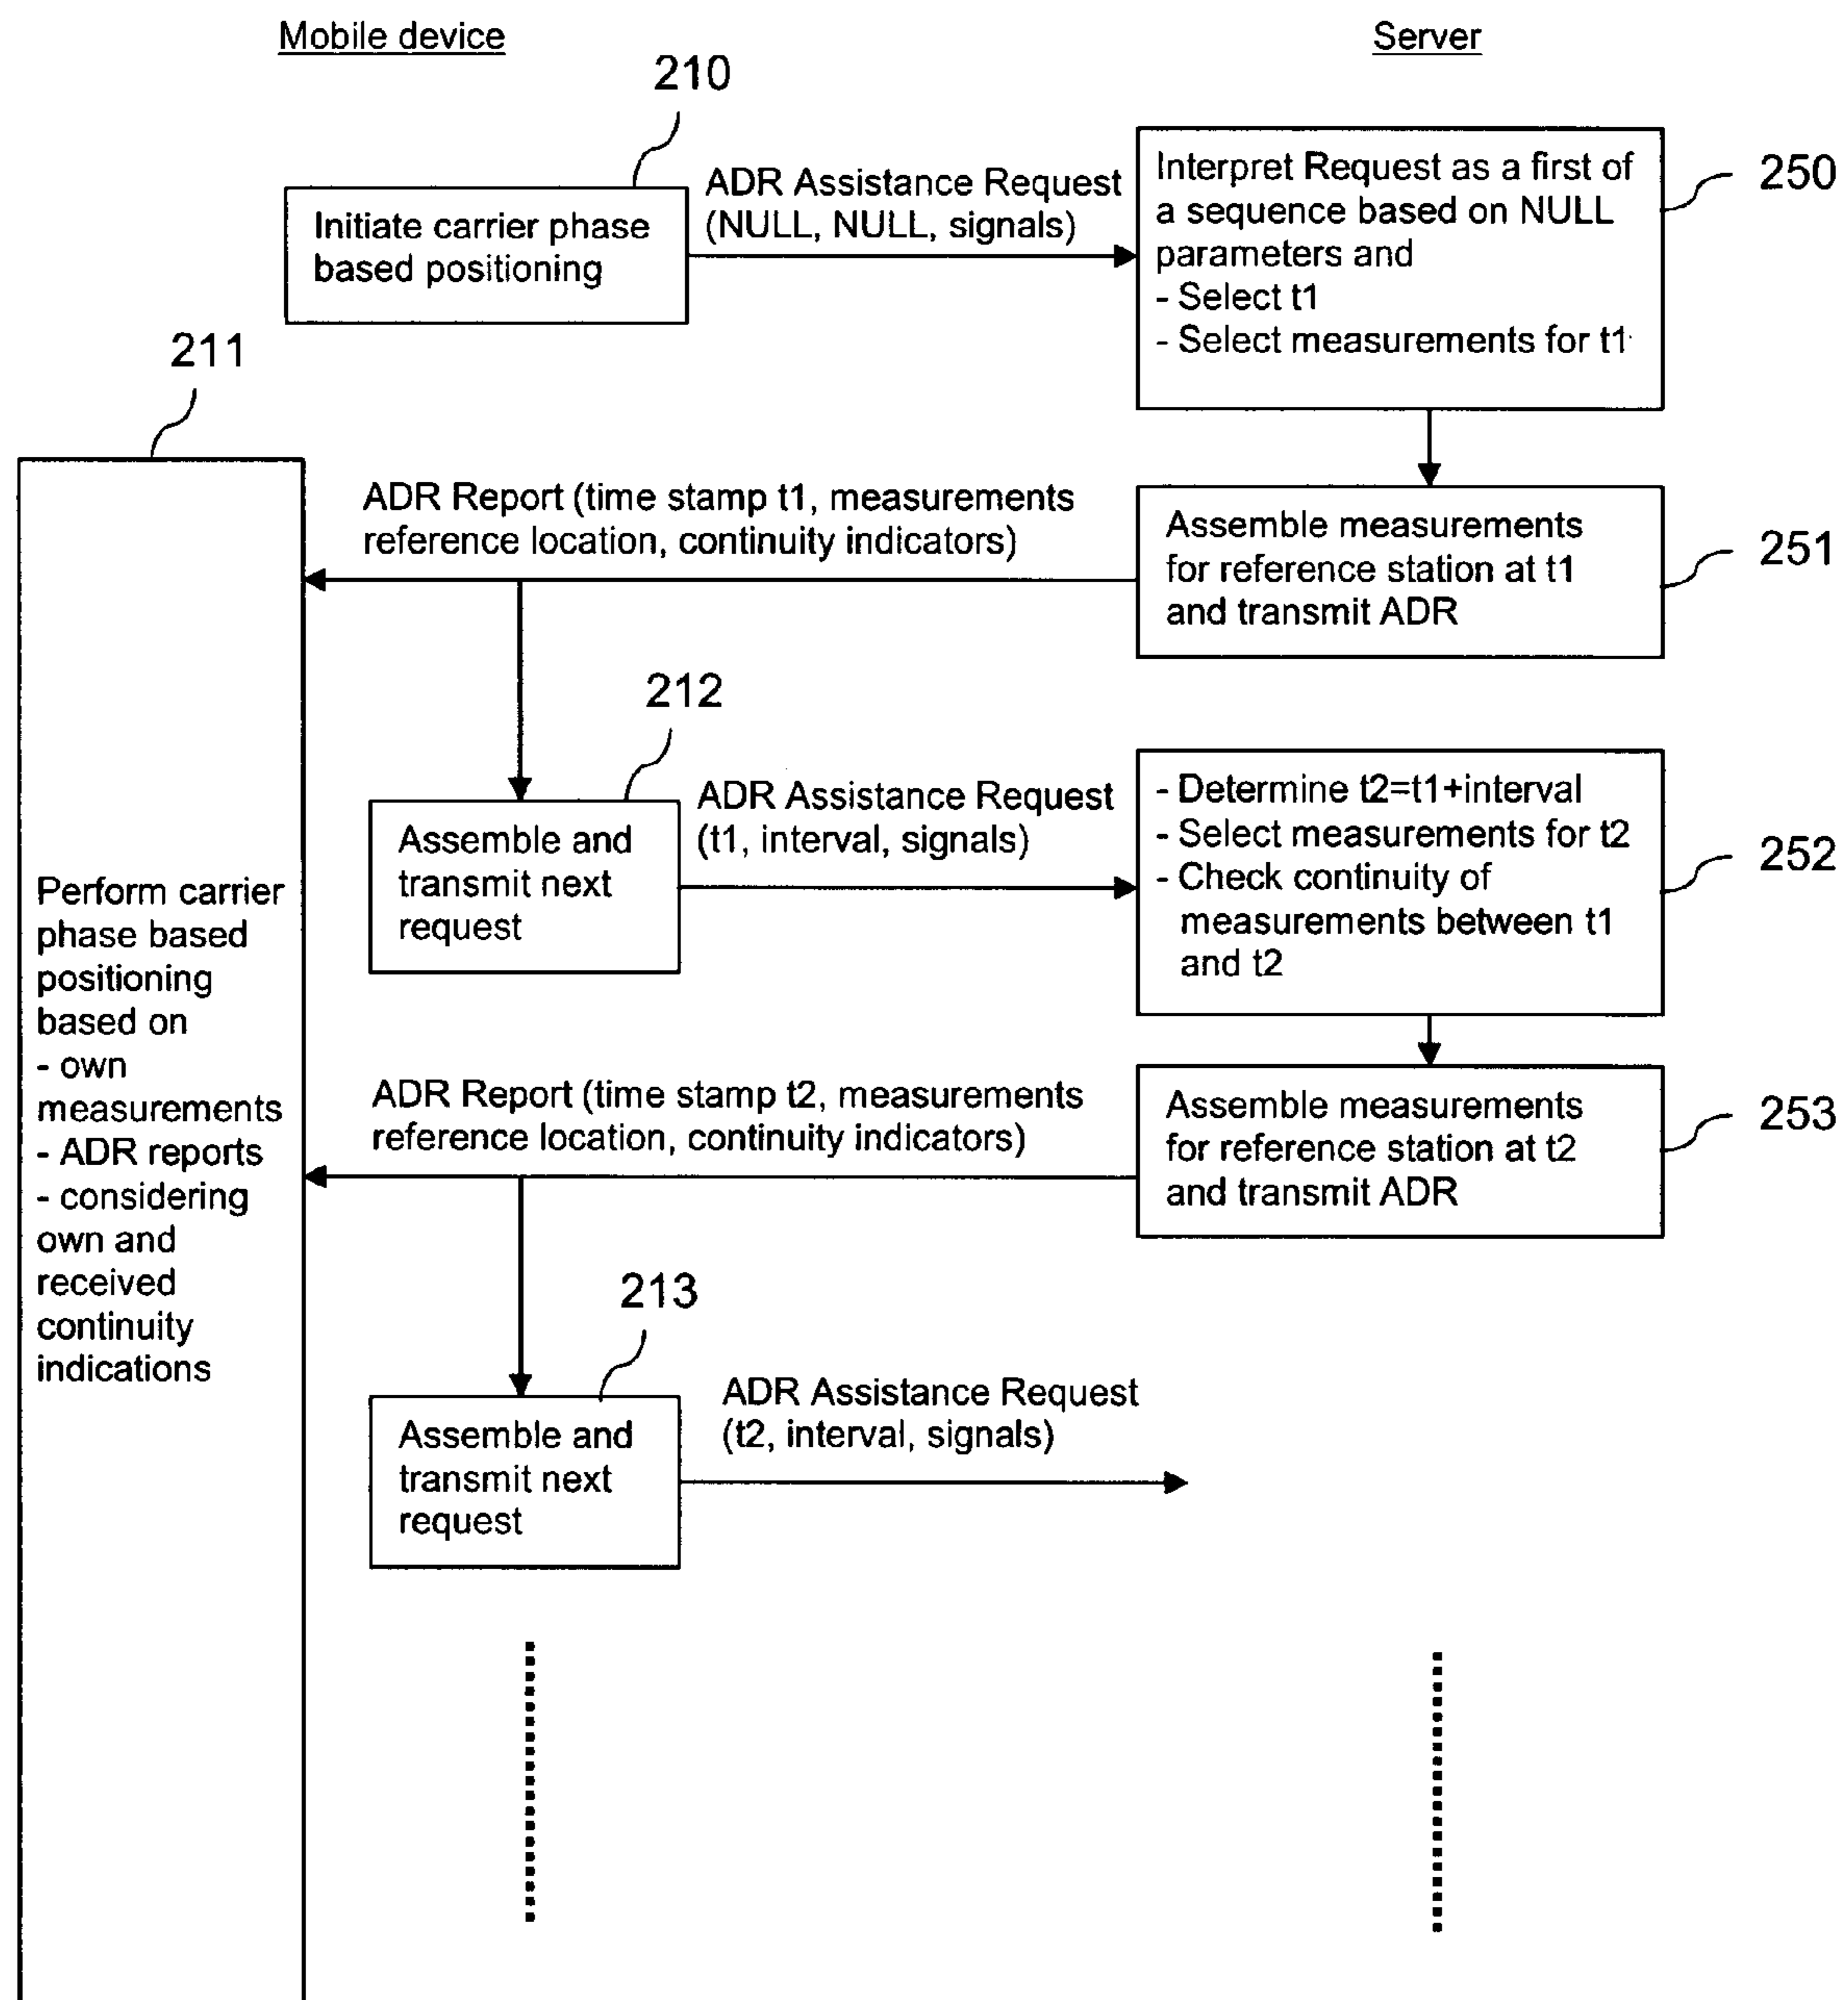 Mobile device
Server
210
Initiate carrier phase
based positioning
ADR Assistance Request
(NULL, NULL, signals)
Interpret Request as a first of
a sequence based on NULL
parameters and
- Select t1
- Select measurements for t1
250
211
ADR Report (time stamp t1, measurements
reference location, continuity indicators)
Assemble measurements
for reference station at t1
and transmit ADR
251
212
Assemble and
transmit next
request
ADR Assistance Request
(t1, interval, signals)
- Determine t2=t1+interval
- Select measurements for t2
- Check continuity of
measurements between t1
and t2
252
Perform carrier
phase based
positioning
based on
- own
measurements
- ADR reports
- considering
own and
received
continuity
indications
ADR Report (time stamp t2, measurements
reference location, continuity indicators)
Assemble measurements
for reference station at t2
and transmit ADR
253
213
Assemble and
transmit next
request
ADR Assistance Request
(t2, interval, signals)